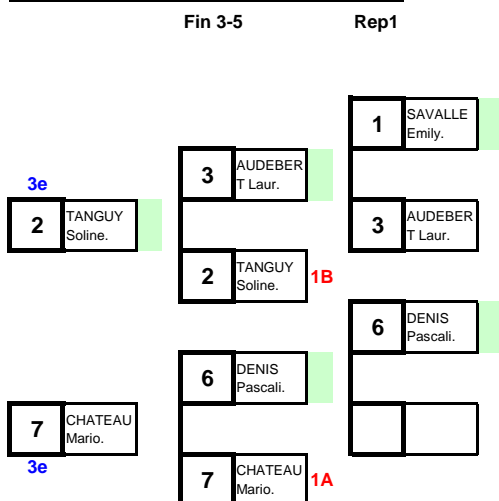 Fin 3-5 Rep1
1 SAVALLE
Emily.
3 AUDEBER
T Laur.
3e
2 TANGUY
Soline.
3 AUDEBER
T Laur.
2 TANGUY
Soline. 1B
6 DENIS
Pascali.
6 DENIS
Pascali.
7 CHATEAU
Mario.
3e
7 CHATEAU
Mario. 1A